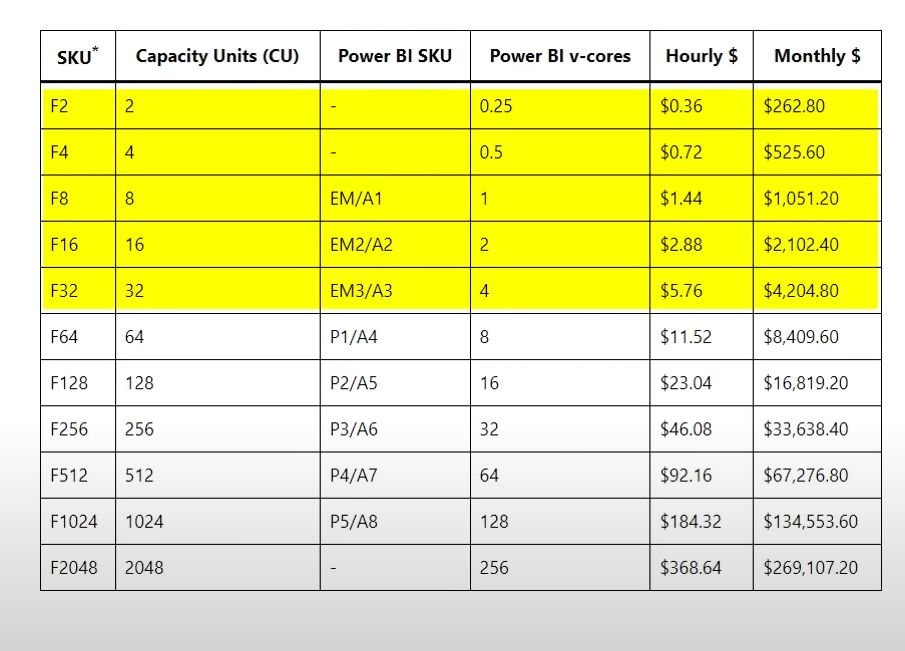 SKU* Capacity Units (CU) Power BI SKU Power BI v-cores Hourly $ Monthly $
F2 2 - 0.25 $0.36 $262.80
F4 4 - 0.5 $0.72 $525.60
F8 8 EM/A1 1 $1.44 $1,051.20
F16 16 EM2/A2 2 $2.88 $2,102.40
F32 32 EM3/A3 4 $5.76 $4,204.80
F64 64 P1/A4 8 $11.52 $8,409.60
F128 128 P2/A5 16 $23.04 $16,819.20
F256 256 P3/A6 32 $46.08 $33,638.40
F512 512 P4/A7 64 $92.16 $67,276.80
F1024 1024 P5/A8 128 $184.32 $134,553.60
F2048 2048 - 256 $368.64 $269,107.20